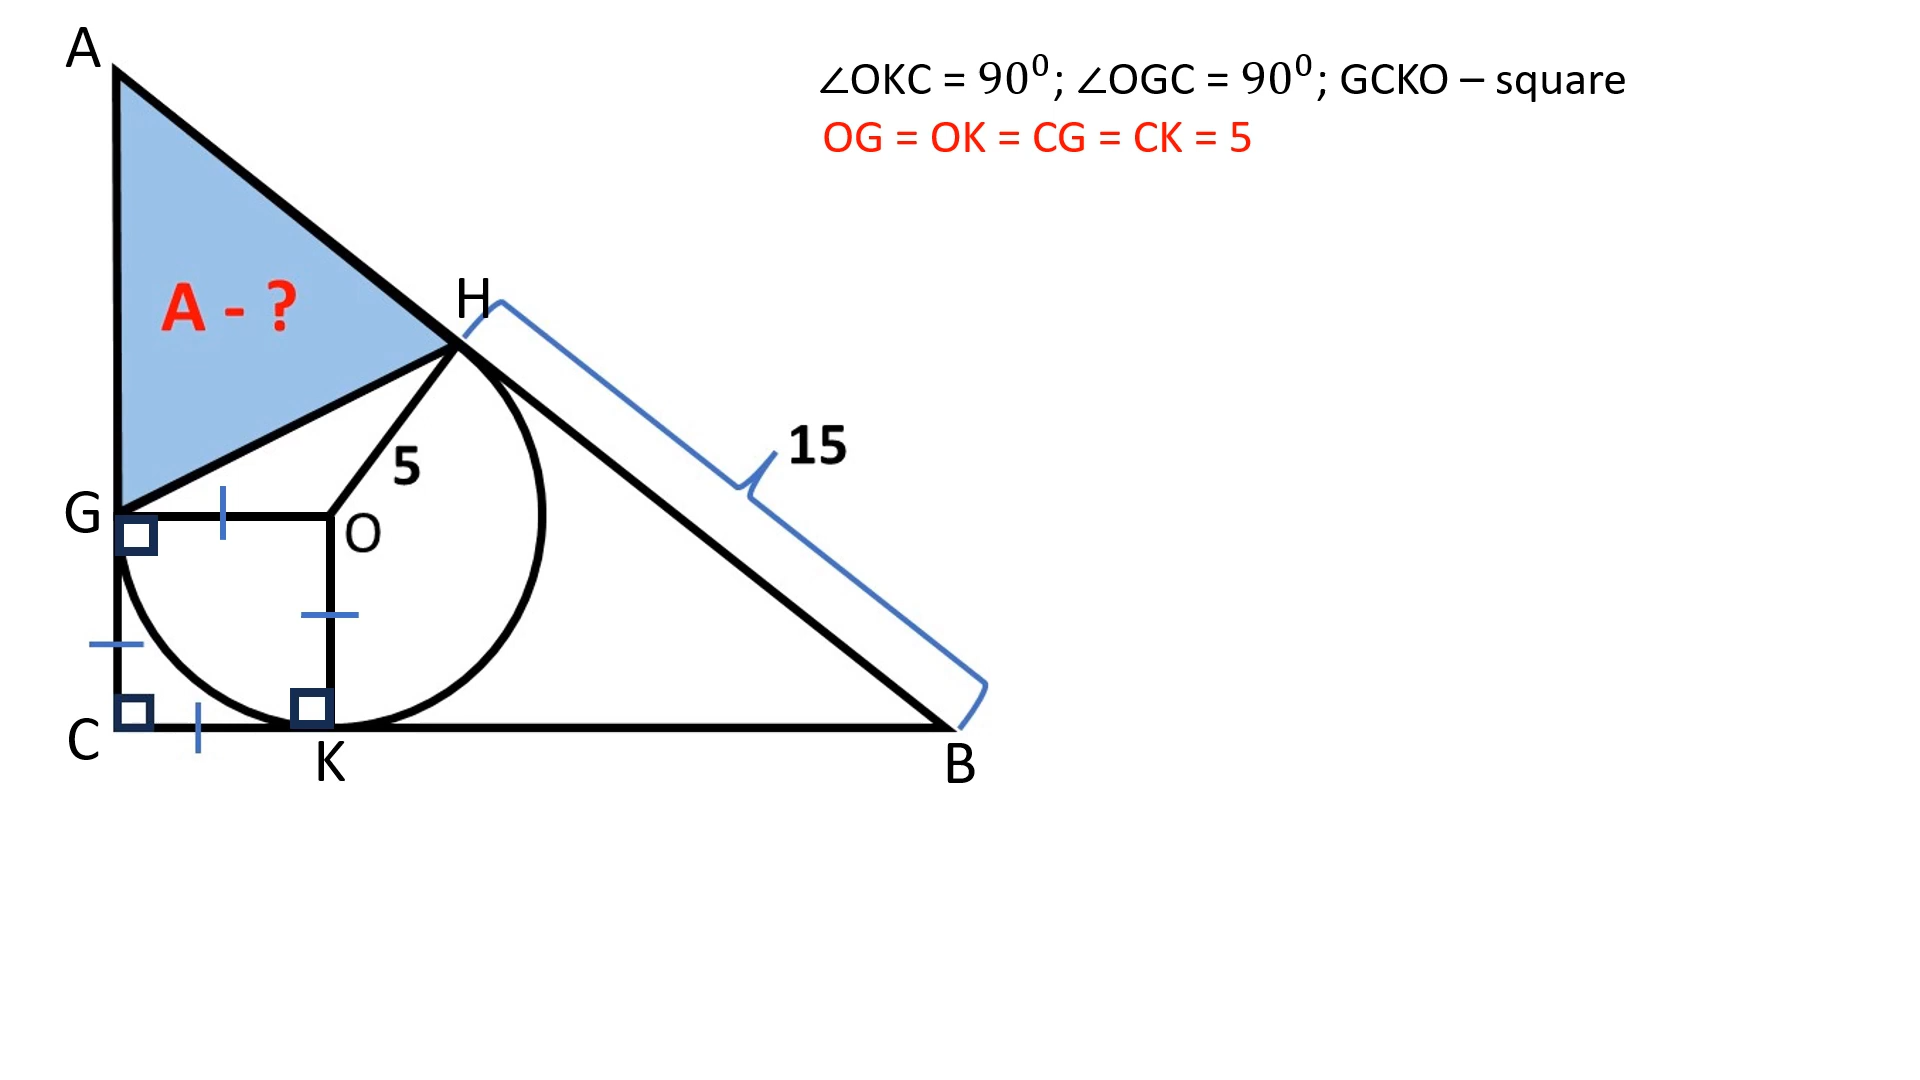 A
∠OKC = 90⁰; ∠OGC = 90⁰; GCKO – square
OG = OK = CG = CK = 5
H
A - ?
15
5
G
O
C
K
B